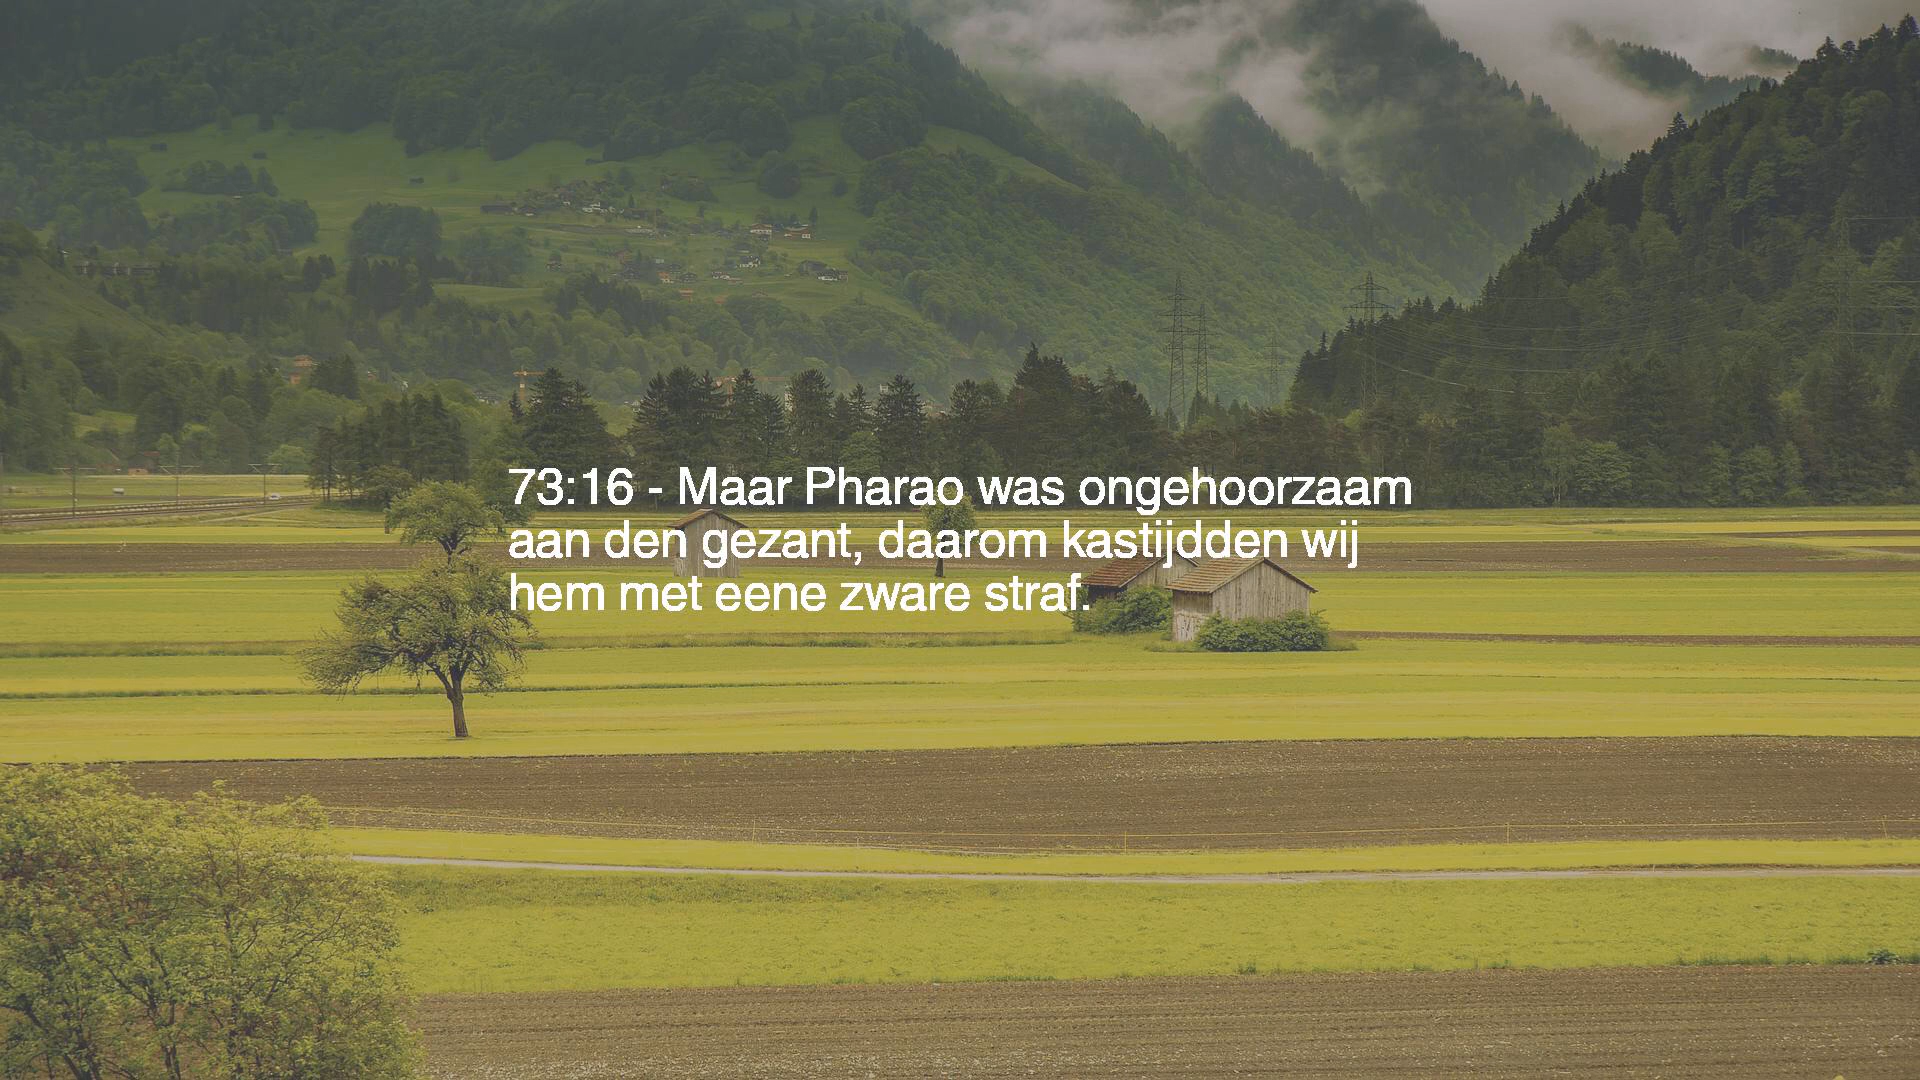 73:16 - Maar Pharao was ongehoorzaam
aan den gezant, daarom kastijdden wij
hem met eene zware straf.